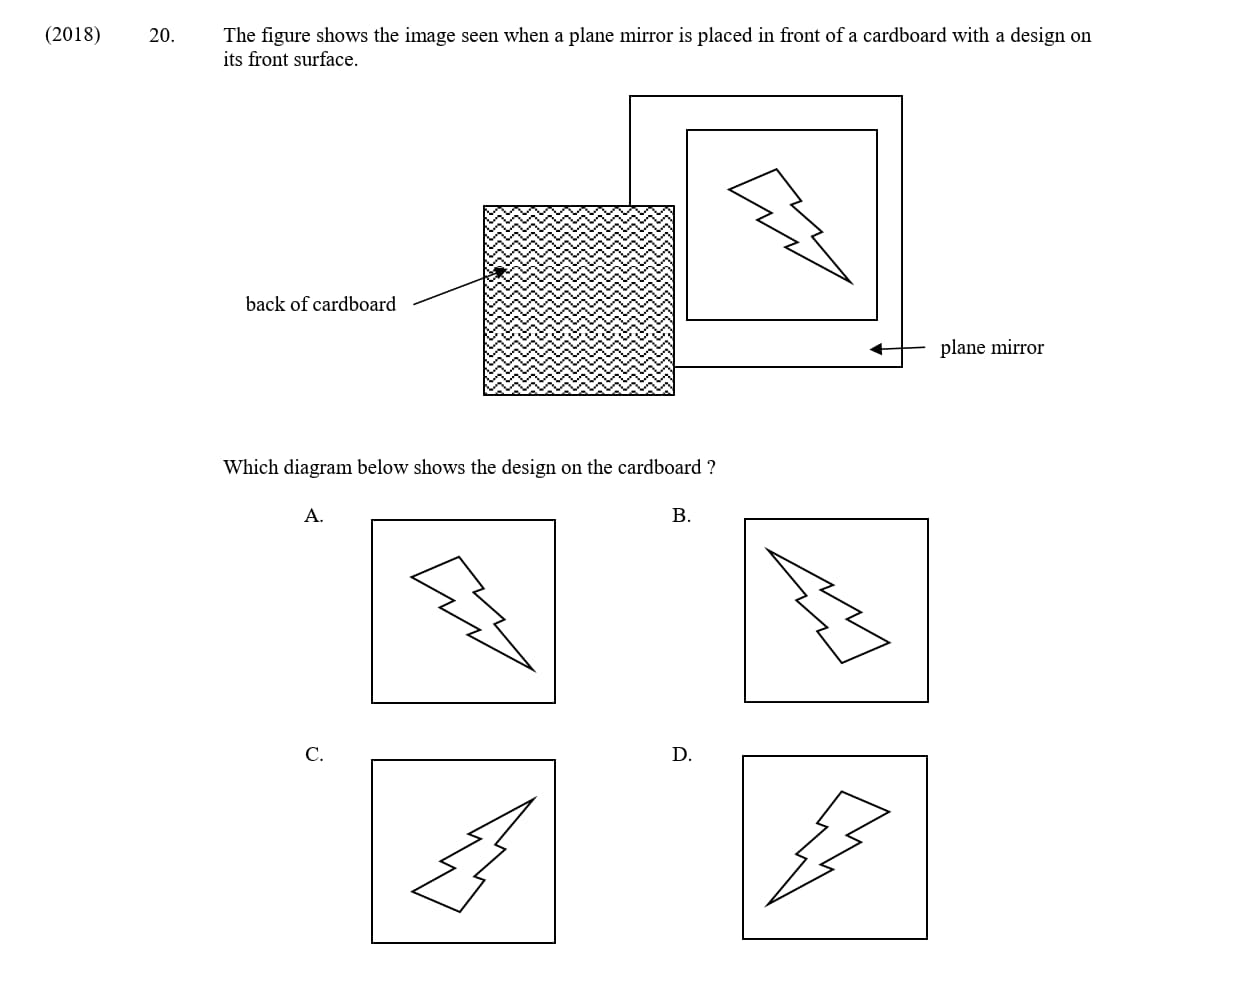 (2018) 20. The figure shows the image seen when a plane mirror is placed in front of a cardboard with a design on
its front surface.
back of cardboard
plane mirror
Which diagram below shows the design on the cardboard ?
A. B.
C. D.